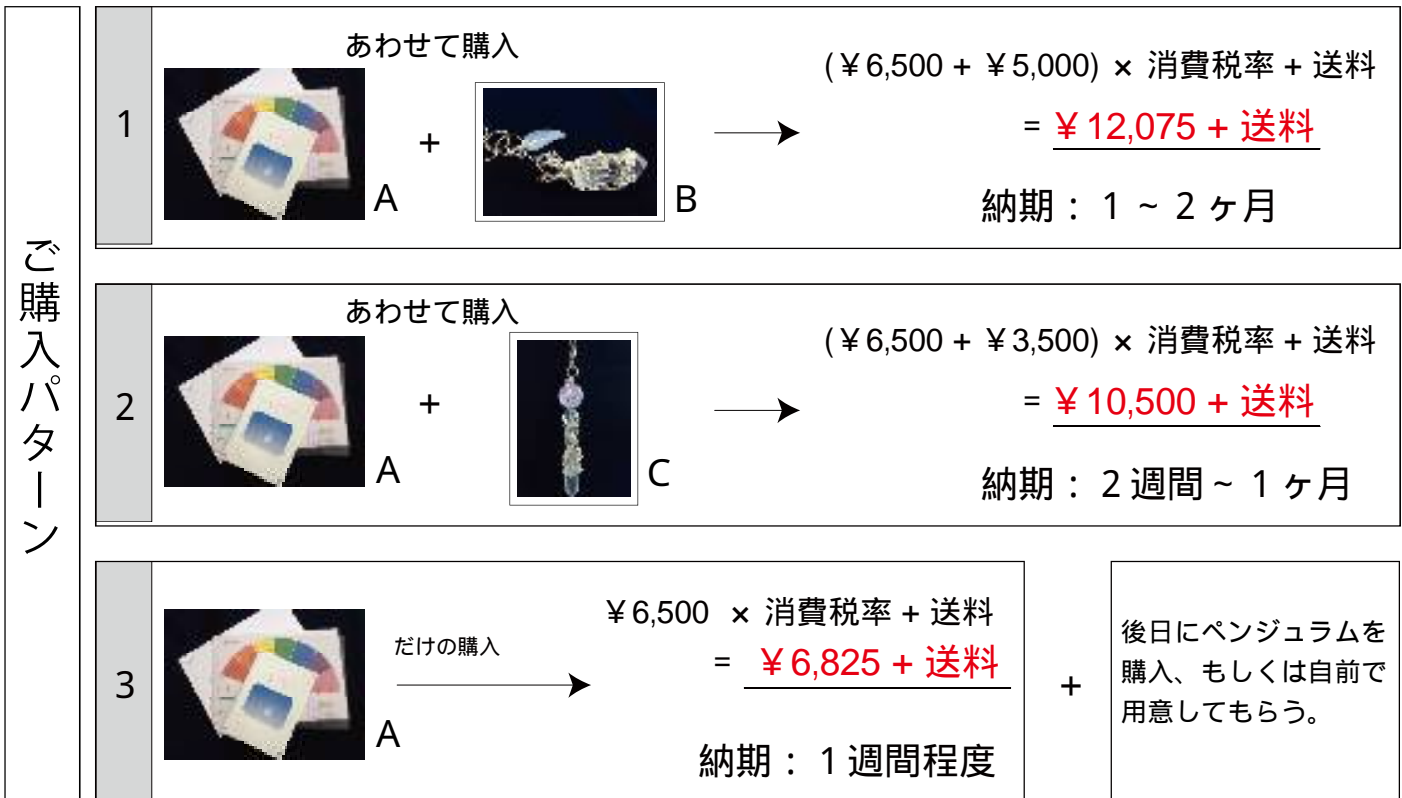 ご購入パターン
1
あわせて購入
A
+
B
(¥6,500 + ¥5,000) × 消費税率 + 送料
= ¥12,075 + 送料
納期：1 ~ 2 ヶ月
2
あわせて購入
A
+
C
(¥6,500 + ¥3,500) × 消費税率 + 送料
= ¥10,500 + 送料
納期：2 週間 ~ 1 ヶ月
3
A
だけの購入
¥6,500 × 消費税率 + 送料
= ¥6,825 + 送料
納期：1 週間程度
+
後日にペンジュラムを
購入、もしくは自前で
用意してもらう。